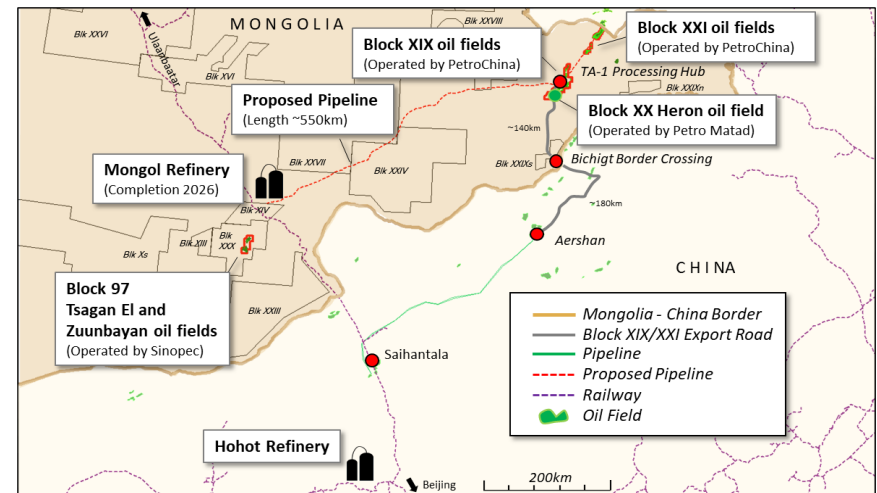 MONGOLIA
Blk XXVI
Ulaanbaatar
Blk XVI
Blk XXVIII
Block XIX oil fields
(Operated by PetroChina)
Block XXI oil fields
(Operated by PetroChina)
TA-1 Processing Hub
Blk XXIXn
Proposed Pipeline
(Length ~550km)
Block XX Heron oil field
(Operated by Petro Matad)
~140km
Mongol Refinery
(Completion 2026)
Blk XXVII
Blk XXIV
Blk XXIXs
Bichigt Border Crossing
~180km
Blk XIV
Blk XIII
Blk
XXX
Blk Xs
Aershan
CHINA
Block 97
Tsagan El and
Zuunbayan oil fields
(Operated by Sinopec)
Blk XXIII
Saihantala
Mongolia - China Border
Block XIX/XXI Export Road
Pipeline
Proposed Pipeline
Railway
Oil Field
Hohot Refinery
Beijing
200km